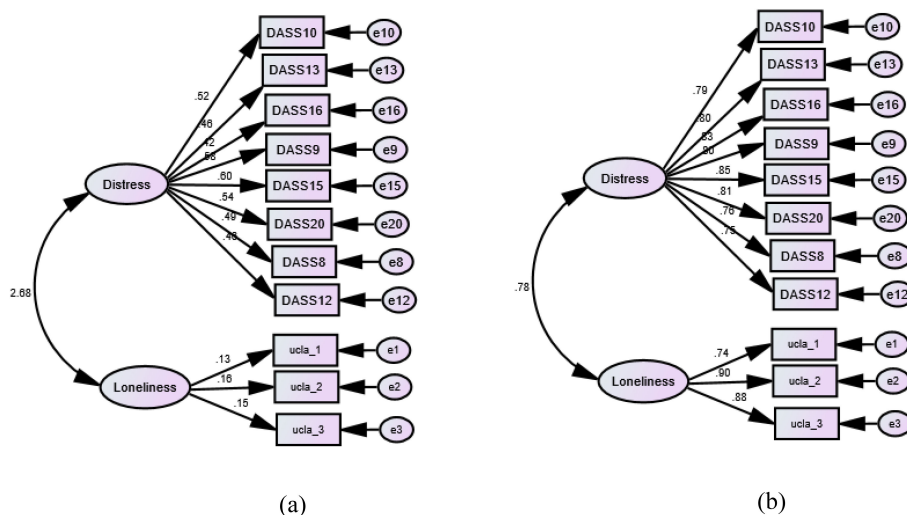 DASS10
e10
.52
DASS13
e13
.46
DASS16
e16
.42
DASS9
e9
.58
DASS15
e15
.60
Distress
DASS20
e20
.54
DASS8
e8
.49
DASS12
e12
2.68
ucla_1
e1
.13
ucla_2
e2
.16
Loneliness
ucla_3
e3
.15
(a)
DASS10
e10
.79
DASS13
e13
.80
DASS16
e16
.83
DASS9
e9
.80
DASS15
e15
.85
Distress
DASS20
e20
.81
DASS8
e8
.76
DASS12
e12
.75
.78
ucla_1
e1
.74
ucla_2
e2
.90
Loneliness
ucla_3
e3
.88
(b)